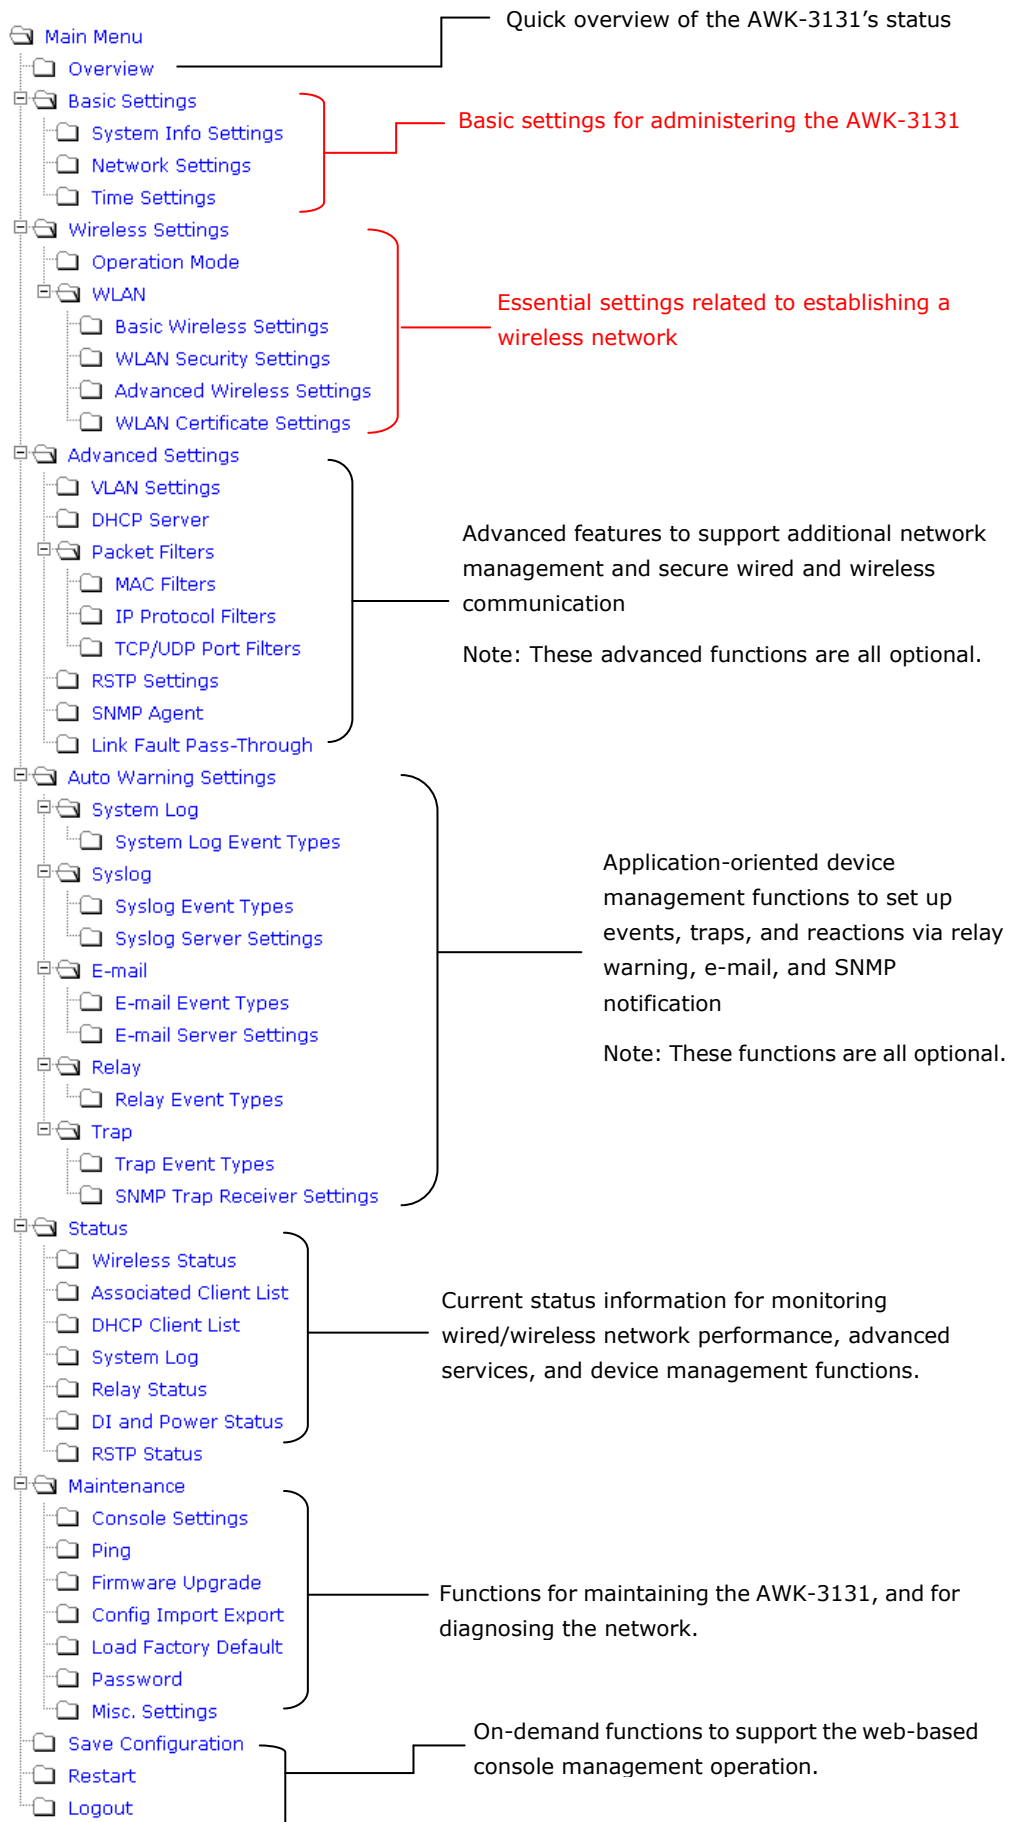 Quick overview of the AWK-3131’s status
Main Menu
Overview
Basic Settings
System Info Settings
Network Settings
Time Settings
Basic settings for administering the AWK-3131
Wireless Settings
Operation Mode
WLAN
Basic Wireless Settings
WLAN Security Settings
Advanced Wireless Settings
WLAN Certificate Settings
Essential settings related to establishing a
wireless network
Advanced Settings
VLAN Settings
DHCP Server
Packet Filters
MAC Filters
IP Protocol Filters
TCP/UDP Port Filters
RSTP Settings
SNMP Agent
Link Fault Pass-Through
Advanced features to support additional network
management and secure wired and wireless
communication
Note: These advanced functions are all optional.
Auto Warning Settings
System Log
System Log Event Types
Syslog
Syslog Event Types
Syslog Server Settings
E-mail
E-mail Event Types
E-mail Server Settings
Relay
Relay Event Types
Trap
Trap Event Types
SNMP Trap Receiver Settings
Application-oriented device
management functions to set up
events, traps, and reactions via relay
warning, e-mail, and SNMP
notification
Note: These functions are all optional.
Status
Wireless Status
Associated Client List
DHCP Client List
System Log
Relay Status
DI and Power Status
RSTP Status
Current status information for monitoring
wired/wireless network performance, advanced
services, and device management functions.
Maintenance
Console Settings
Ping
Firmware Upgrade
Config Import Export
Load Factory Default
Password
Misc. Settings
Functions for maintaining the AWK-3131, and for
diagnosing the network.
Save Configuration
Restart
Logout
On-demand functions to support the web-based
console management operation.